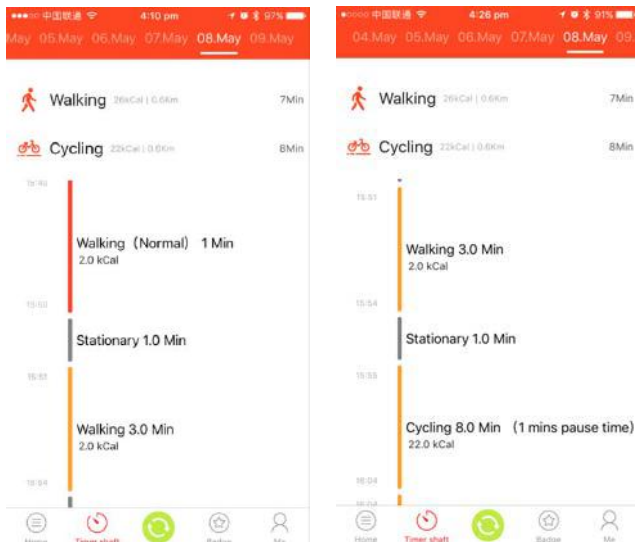 中国联通 4:10 pm 97%
May 05.May 06.May 07.May 08.May 09.May
Walking 26kCal | 0.6Km 7Min
Cycling 22kCal | 0.6Km 8Min
15:49
Walking（Normal） 1 Min
2.0 kCal
15:50
Stationary 1.0 Min
15:51
Walking 3.0 Min
2.0 kCal
15:54
Home Timer shaft Badge Me
中国联通 4:26 pm 91%
04.May 05.May 06.May 07.May 08.May 09.
Walking 26kCal | 0.6Km 7Min
Cycling 22kCal | 0.6Km 8Min
15:51
Walking 3.0 Min
2.0 kCal
15:54
Stationary 1.0 Min
15:55
Cycling 8.0 Min （1 mins pause time)
22.0 kCal
16:04
16:04
Home Timer shaft Badge Me